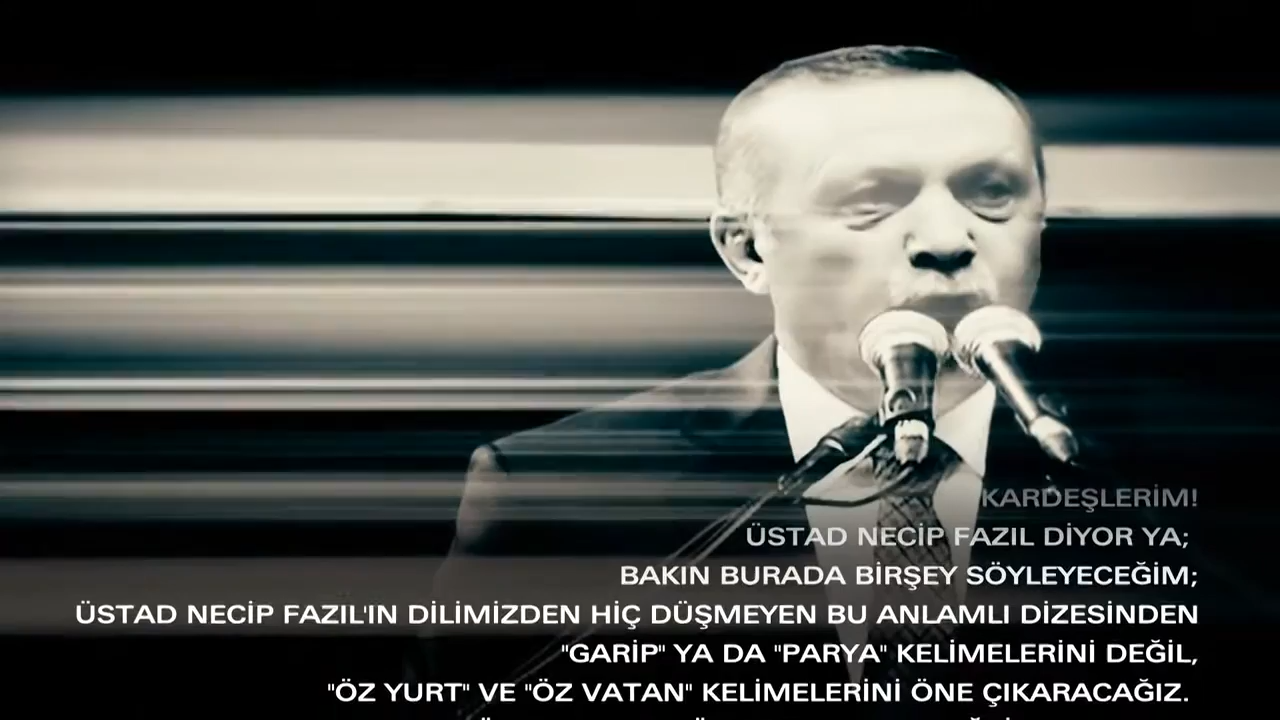 KARDEŞLERİM!
ÜSTAD NECİP FAZIL DİYOR YA;
BAKIN BURADA BİRŞEY SÖYLEYECEĞİM;
ÜSTAD NECİP FAZIL'IN DİLİMİZDEN HİÇ DÜŞMEYEN BU ANLAMLI DİZESİNDEN
"GARİP" YA DA "PARYA" KELİMELERİNİ DEĞİL,
"ÖZ YURT" VE "ÖZ VATAN" KELİMELERİNİ ÖNE ÇIKARACAĞIZ.